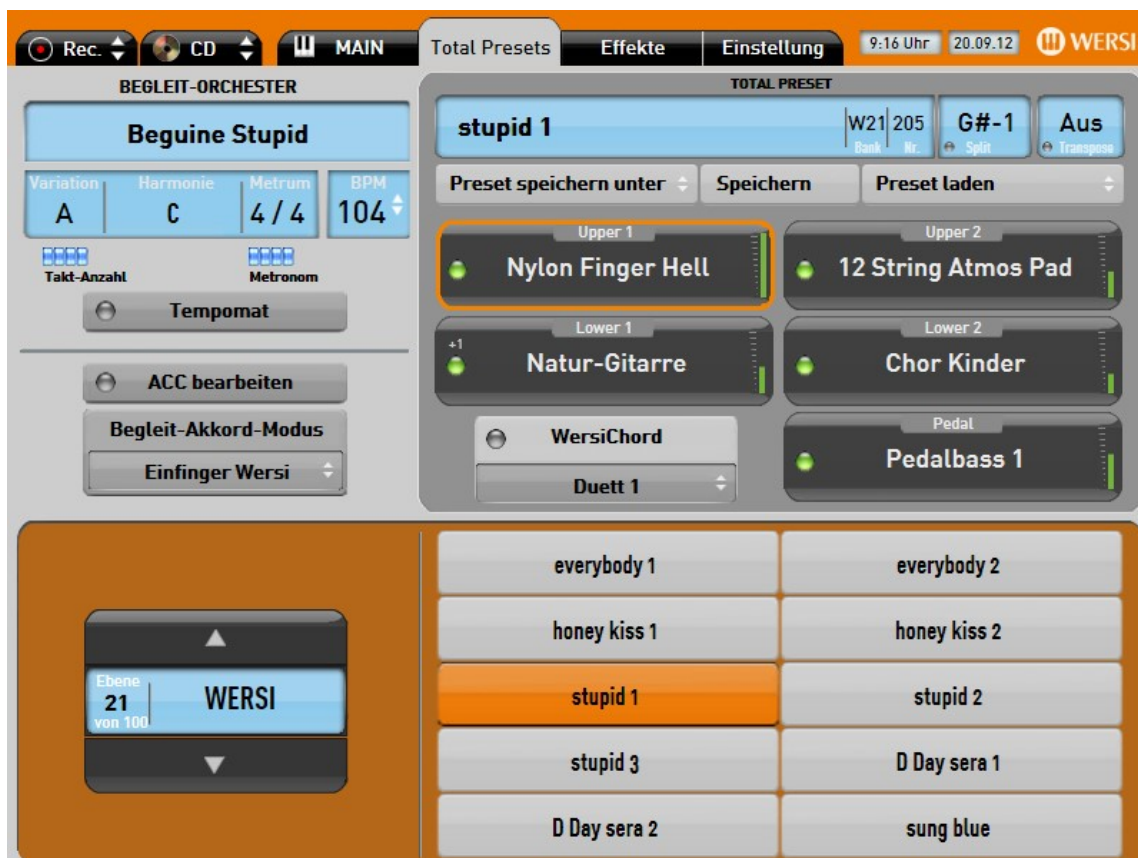 Rec.
CD
MAIN
Total Presets
Effekte
Einstellung
9:16 Uhr
20.09.12
WERSI
BEGLEIT-ORCHESTER
Beguine Stupid
Variation
Harmonie
Metrum
BPM
A
C
4/4
104
Takt-Anzahl
Metronom
Tempomat
ACC bearbeiten
Begleit-Akkord-Modus
Einfinger Wersi
TOTAL PRESET
stupid 1
W21
205
Bank
Nr.
G#-1
Split
Aus
Transpose
Preset speichern unter
Speichern
Preset laden
Upper 1
Nylon Finger Hell
Upper 2
12 String Atmos Pad
Lower 1
+1
Natur-Gitarre
Lower 2
Chor Kinder
WersiChord
Duett 1
Pedal
Pedalbass 1
Ebene
21
von 100
WERSI
everybody 1
everybody 2
honey kiss 1
honey kiss 2
stupid 1
stupid 2
stupid 3
D Day sera 1
D Day sera 2
sung blue